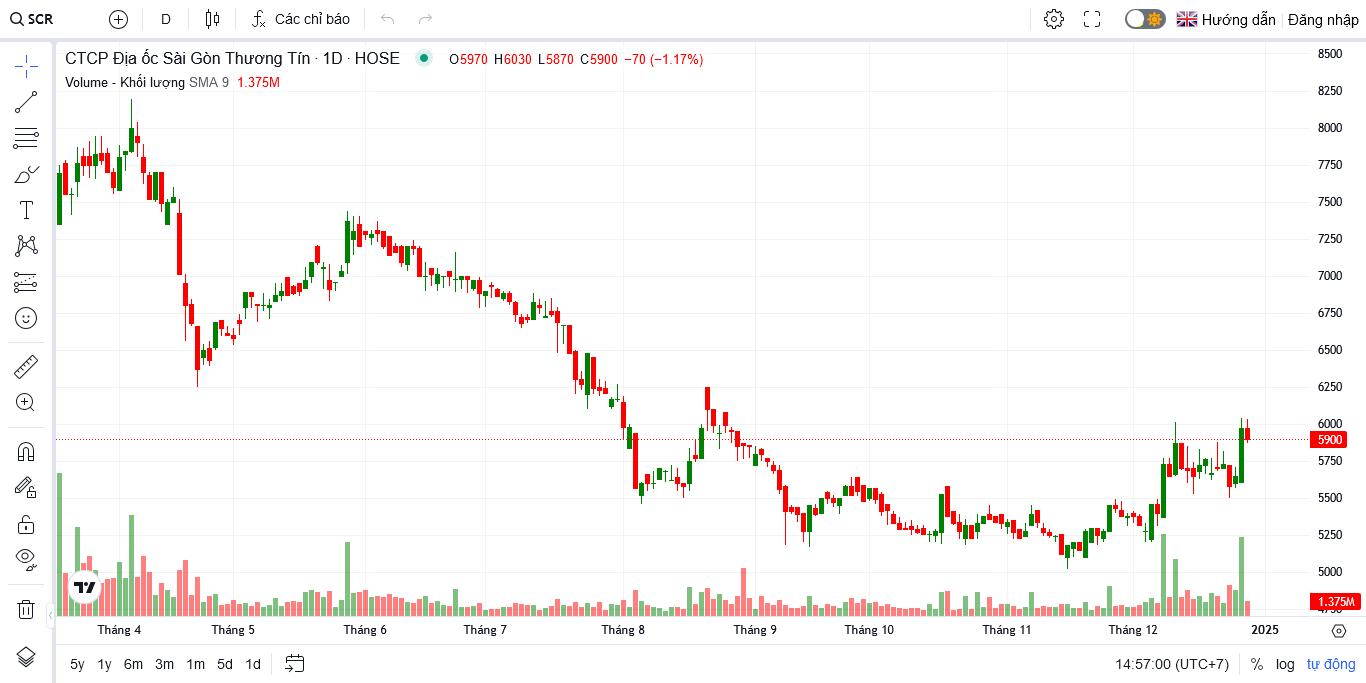 SCR D Các chỉ báo Hướng dẫn Đăng nhập
CTCP Địa ốc Sài Gòn Thương Tín · 1D · HOSE O5970 H6030 L5870 C5900 −70 (−1.17%)
Volume - Khối lượng SMA 9 1.375M
8500
8250
8000
7750
7500
7250
7000
6750
6500
6250
6000
5900
5750
5500
5250
5000
1.375M
4750
Tháng 4 Tháng 5 Tháng 6 Tháng 7 Tháng 8 Tháng 9 Tháng 10 Tháng 11 Tháng 12 2025
5y 1y 6m 3m 1m 5d 1d 14:57:00 (UTC+7) % log tự động